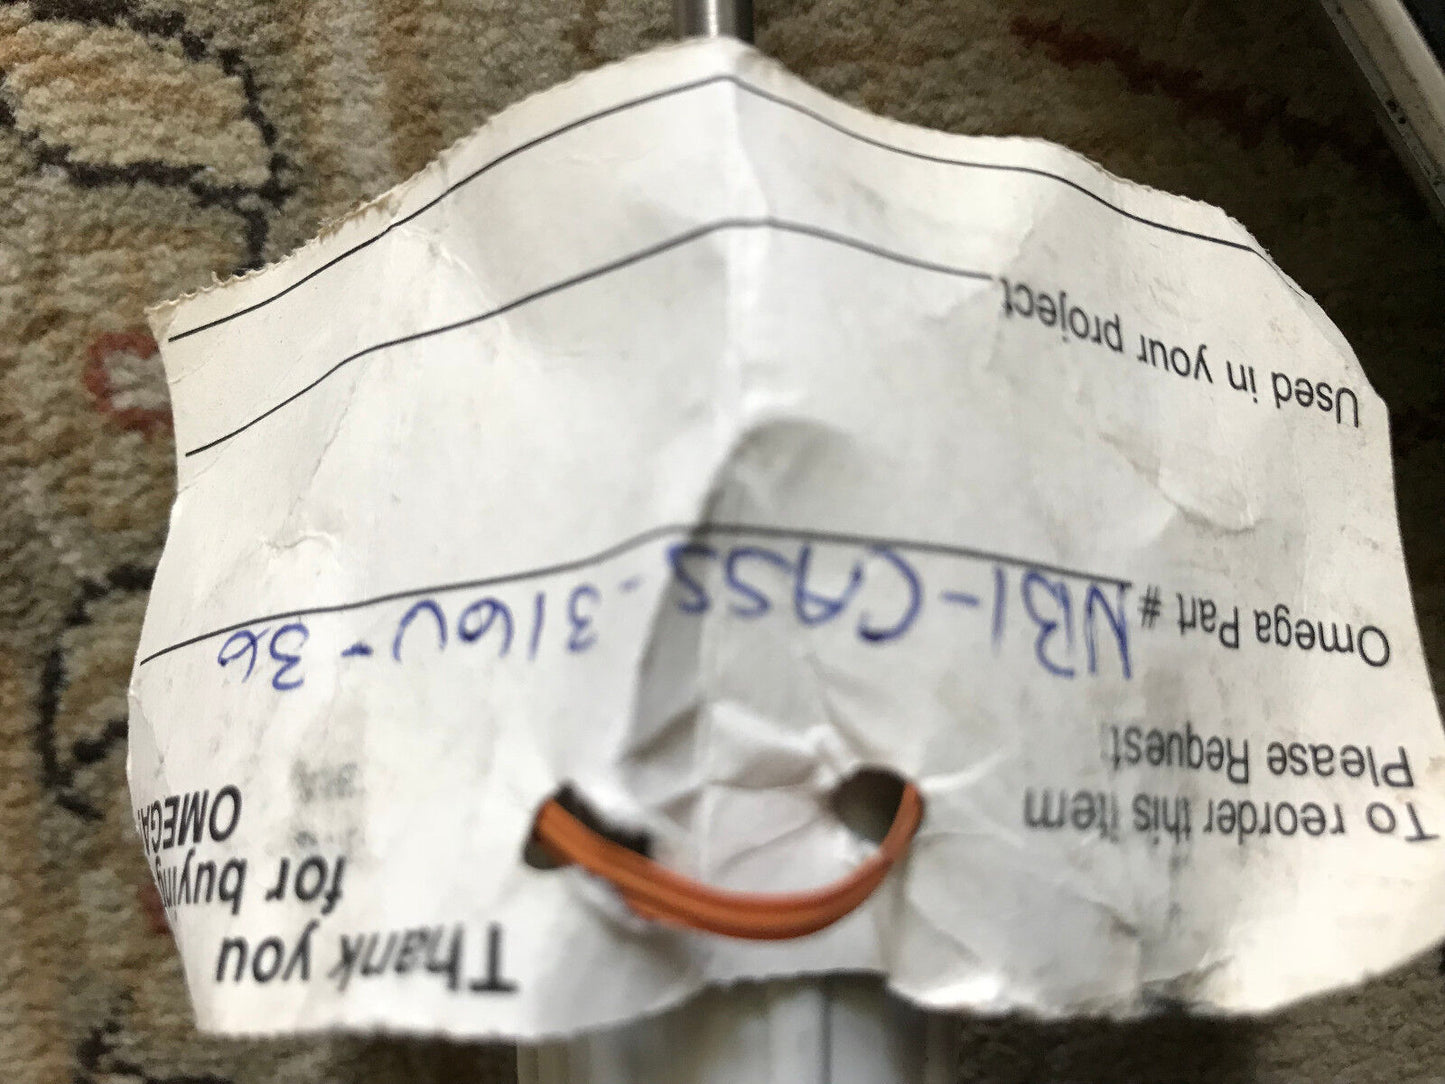 Thank you
for buying
OMEGA.
To reorder this item
Please Request:
Omega Part # NB1-CASS-316U-36
Used in your project